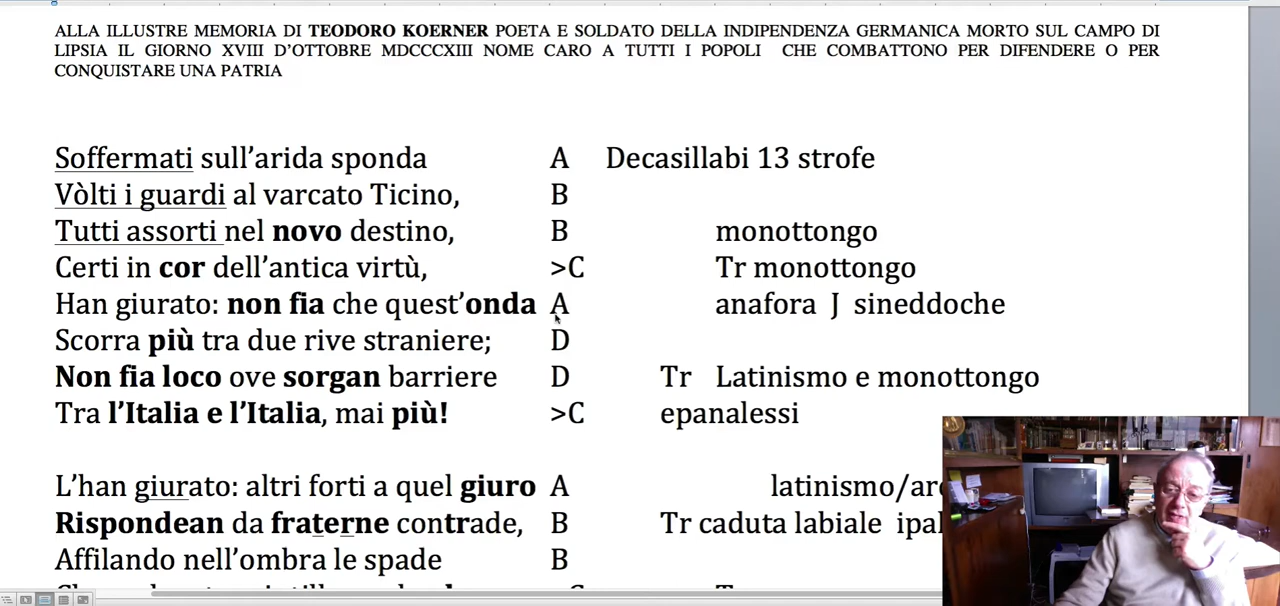 ALLA ILLUSTRE MEMORIA DI TEODORO KOERNER POETA E SOLDATO DELLA INDIPENDENZA GERMANICA MORTO SUL CAMPO DI
LIPSIA IL GIORNO XVIII D’OTTOBRE MDCCCXIII NOME CARO A TUTTI I POPOLI CHE COMBATTONO PER DIFENDERE O PER
CONQUISTARE UNA PATRIA
Soffermati sull’arida sponda A Decasillabi 13 strofe
Vòlti i guardi al varcato Ticino, B
Tutti assorti nel novo destino, B monottongo
Certi in cor dell’antica virtù, >C Tr monottongo
Han giurato: non fia che quest’onda A anafora J sineddoche
Scorra più tra due rive straniere; D
Non fia loco ove sorgan barriere D Tr Latinismo e monottongo
Tra l’Italia e l’Italia, mai più! >C epanalessi
L’han giurato: altri forti a quel giuro A
Rispondean da fraterne contrade, B Tr caduta labiale
Affilando nell’ombra le spade B